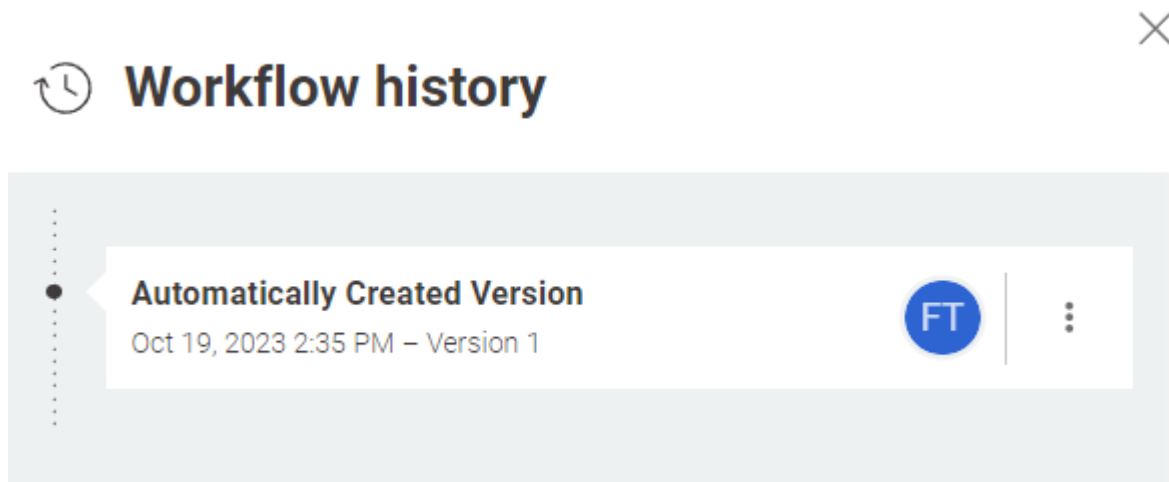 Workflow history
Automatically Created Version
FT
Oct 19, 2023 2:35 PM – Version 1